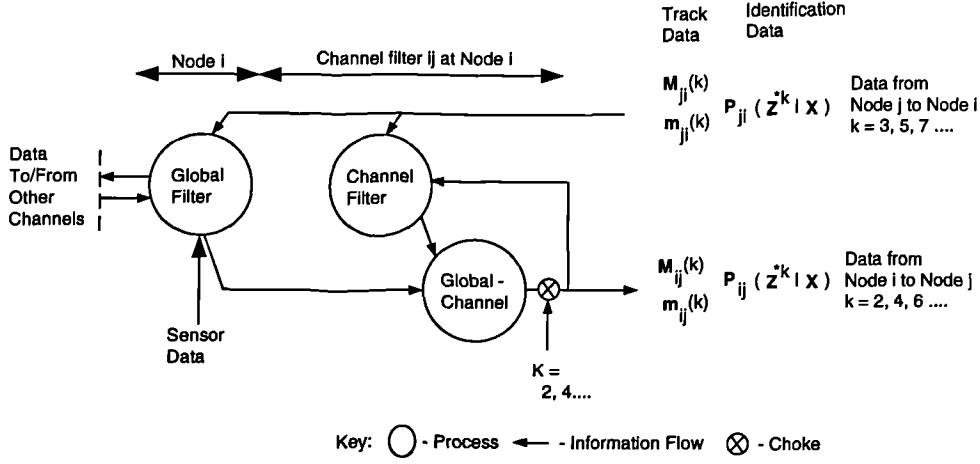 Track Data
Identification Data
Node i
Channel filter ij at Node i
M_ji(k)
m_ji(k)
P_ji ( Z^*k | X )
Data from
Node j to Node i
k = 3, 5, 7 ....
Data
To/From
Other
Channels
Global
Filter
Channel
Filter
Global -
Channel
M_ij(k)
m_ij(k)
P_ij ( Z^*k | X )
Data from
Node i to Node j
k = 2, 4, 6 ....
Sensor
Data
K =
2, 4....
Key: - Process - Information Flow - Choke